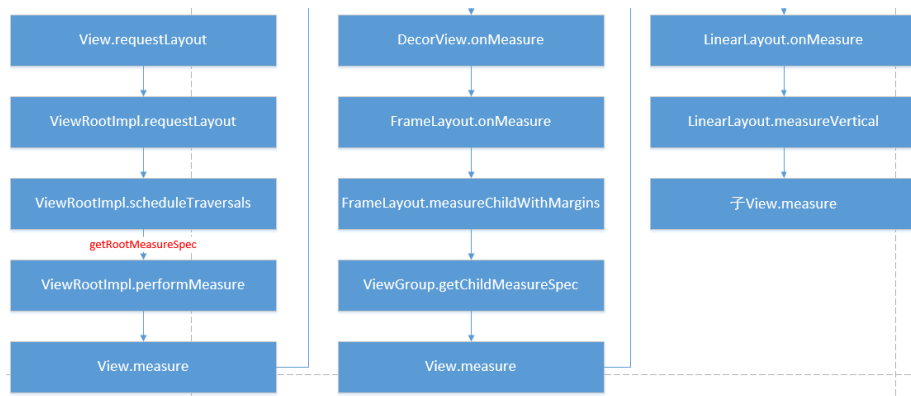 View.requestLayout
ViewRootImpl.requestLayout
ViewRootImpl.scheduleTraversals
getRootMeasureSpec
ViewRootImpl.performMeasure
View.measure
DecorView.onMeasure
FrameLayout.onMeasure
FrameLayout.measureChildWithMargins
ViewGroup.getChildMeasureSpec
View.measure
LinearLayout.onMeasure
LinearLayout.measureVertical
子View.measure